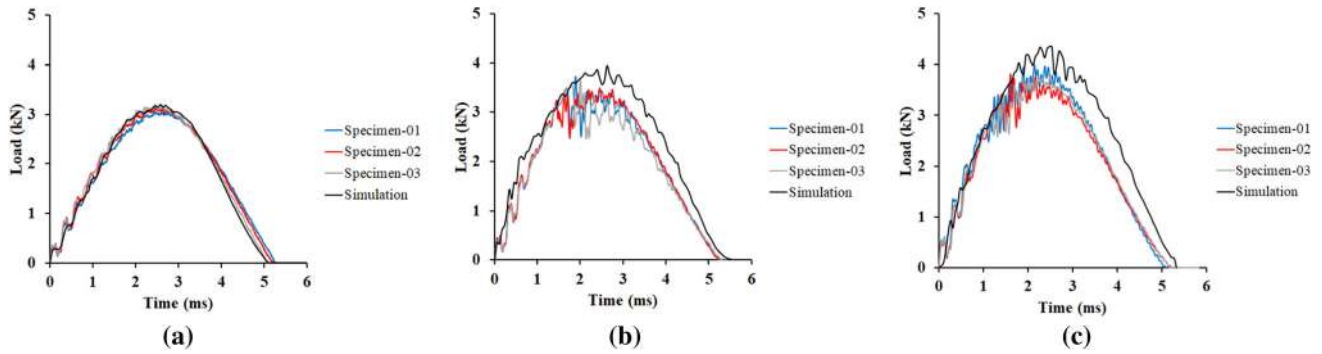 5
4
3
2
1
0
Load (kN)
0 1 2 3 4 5 6
Time (ms)
Specimen-01
Specimen-02
Specimen-03
Simulation
(a)
5
4
3
2
1
0
Load (kN)
0 1 2 3 4 5 6
Time (ms)
Specimen-01
Specimen-02
Specimen-03
Simulation
(b)
5
4
3
2
1
0
Load (kN)
0 1 2 3 4 5 6
Time (ms)
Specimen-01
Specimen-02
Specimen-03
Simulation
(c)